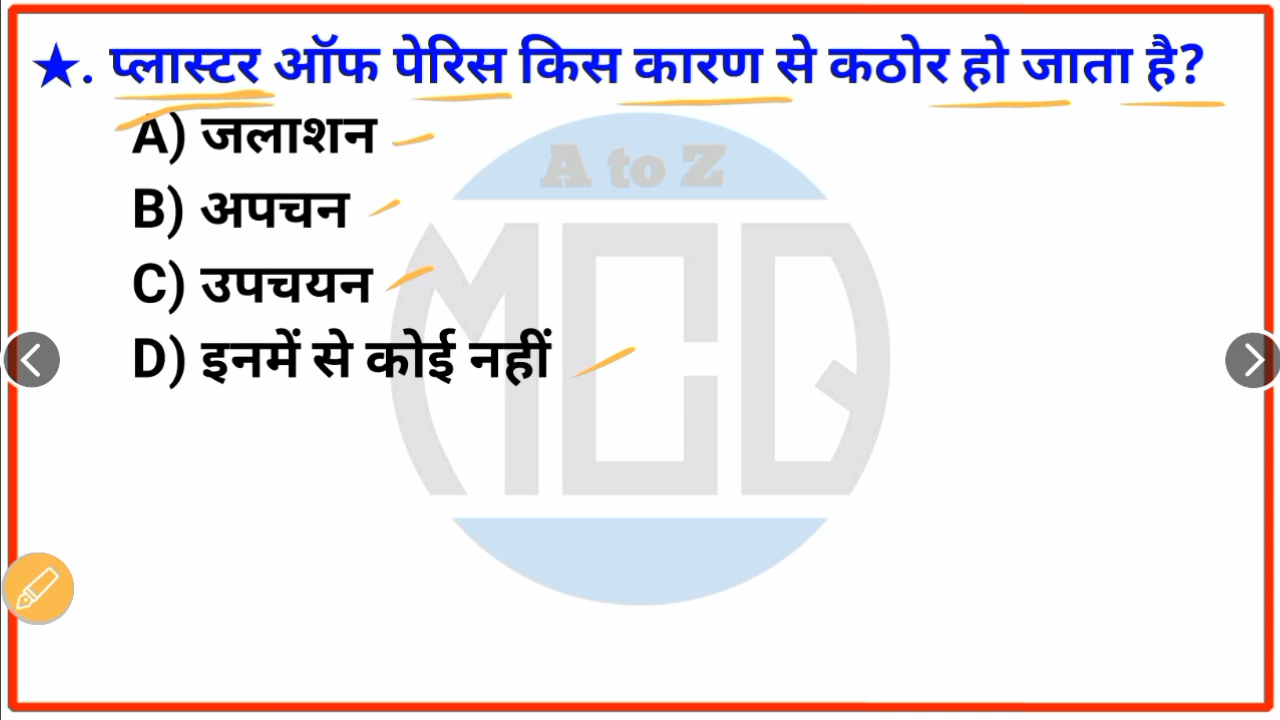 ★. प्लास्टर ऑफ पेरिस किस कारण से कठोर हो जाता है?
A) जलाशन
B) अपचन
C) उपचयन
D) इनमें से कोई नहीं
A to Z
MCQ